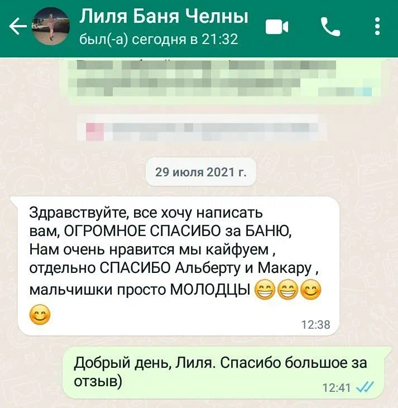 Лиля Баня Челны
был(-а) сегодня в 21:32
29 июля 2021 г.
Здравствуйте, все хочу написать
вам, ОГРОМНОЕ СПАСИБО за БАНЮ,
Нам очень нравится мы кайфуем ,
отдельно СПАСИБО Альберту и Макару ,
мальчишки просто МОЛОДЦЫ 😁😁😊
😊
12:38
Добрый день, Лиля. Спасибо большое за
отзыв)
12:41